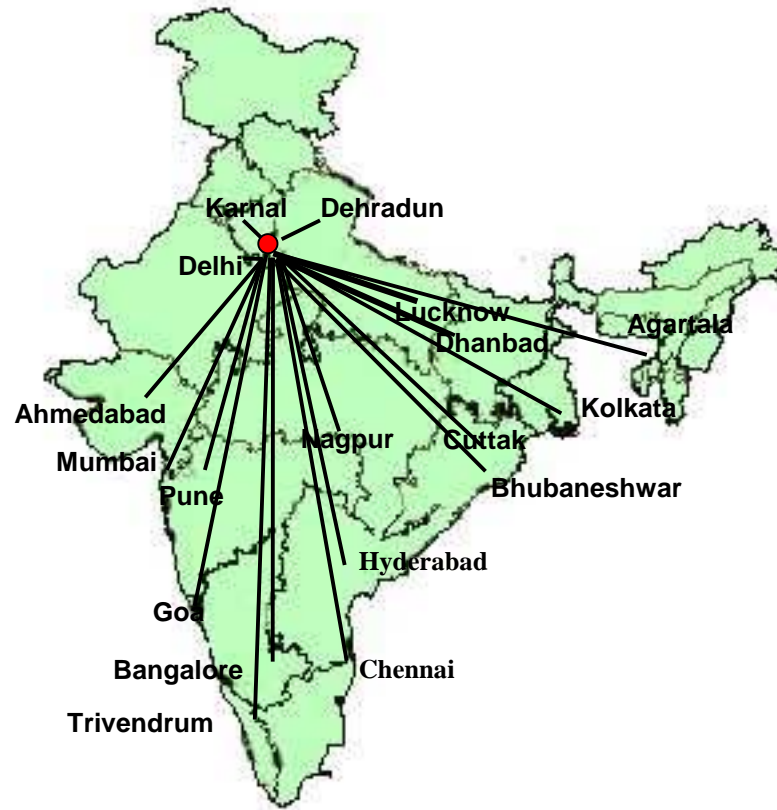 Karnal
Dehradun
Delhi
Lucknow
Agartala
Dhanbad
Ahmedabad
Kolkata
Nagpur
Cuttak
Mumbai
Pune
Bhubaneshwar
Hyderabad
Goa
Bangalore
Chennai
Trivendrum